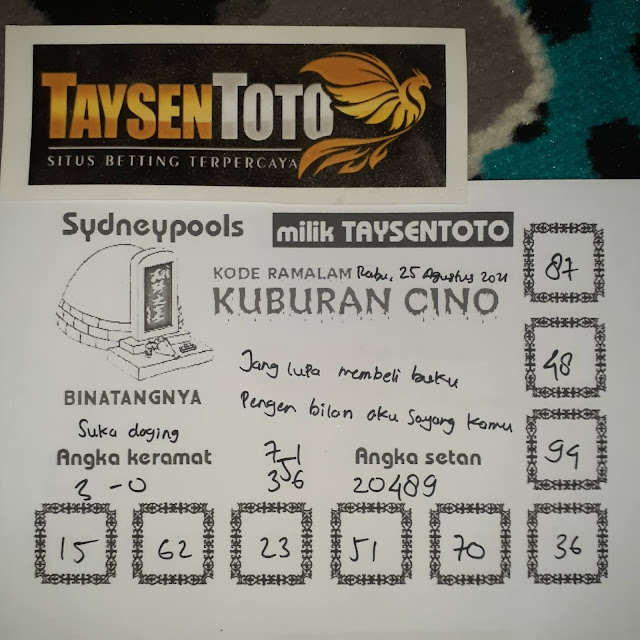 TAYSENTOTO
SITUS BETTING TERPERCAYA
Sydneypools
milik TAYSENTOTO
KODE RAMALAM Rabu, 25 Agustus 2021
KUBURAN CINO
87
48
Jang lupa membeli buku
Pengen bilan aku Sayang Kamu
BINATANGNYA
Suka daging
Angka keramat
3 - 0
7 - 1
5
3 6
Angka setan
20489
99
15 62 23 51 70 36